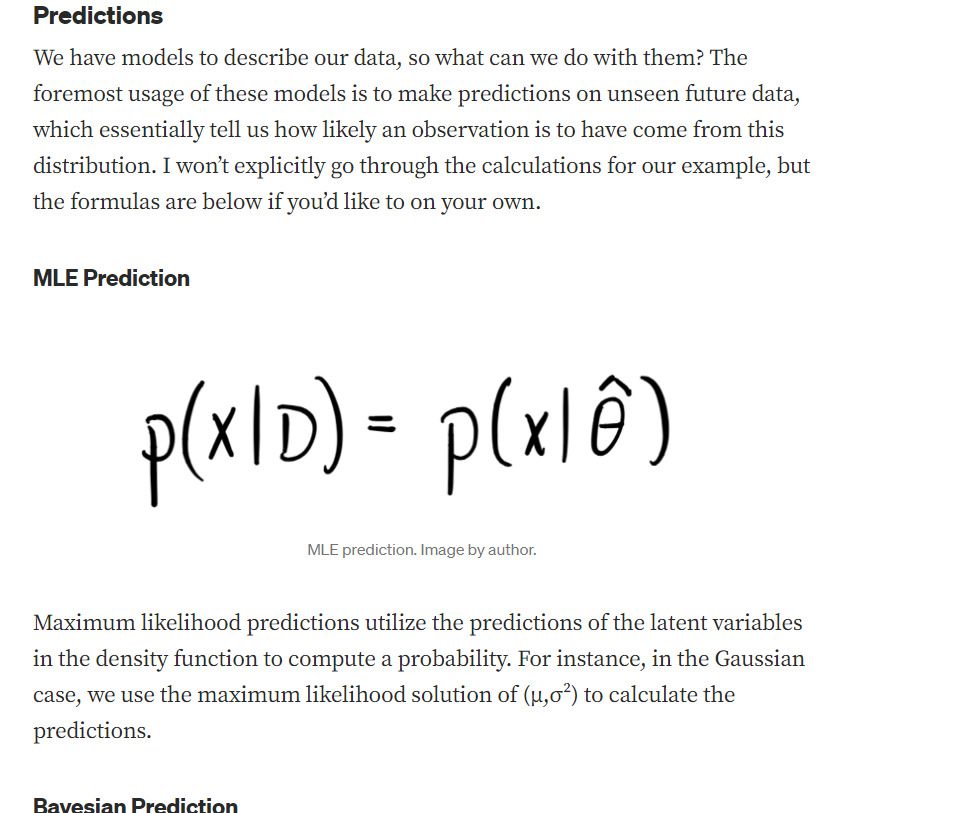 Predictions
We have models to describe our data, so what can we do with them? The
foremost usage of these models is to make predictions on unseen future data,
which essentially tell us how likely an observation is to have come from this
distribution. I won’t explicitly go through the calculations for our example, but
the formulas are below if you’d like to on your own.
MLE Prediction
p(x|D) = p(x|θ̂)
MLE prediction. Image by author.
Maximum likelihood predictions utilize the predictions of the latent variables
in the density function to compute a probability. For instance, in the Gaussian
case, we use the maximum likelihood solution of (μ,σ²) to calculate the
predictions.
Bayesian Prediction